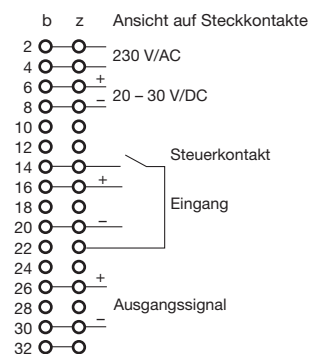 b z Ansicht auf Steckkontakte
2
230 V/AC
4
6 +
20 – 30 V/DC
8 –
10
12
Steuerkontakt
14
16 +
18
Eingang
20 –
22
24
26 +
28
Ausgangssignal
30 –
32